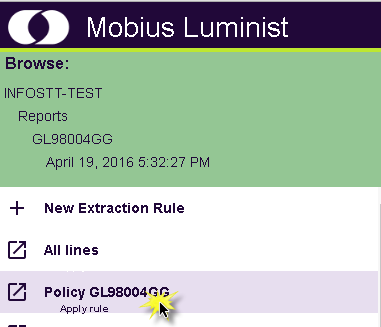 Mobius Luminist
Browse:
INFOSTT-TEST
Reports
GL98004GG
April 19, 2016 5:32:27 PM
New Extraction Rule
All lines
Policy GL98004GG
Apply rule